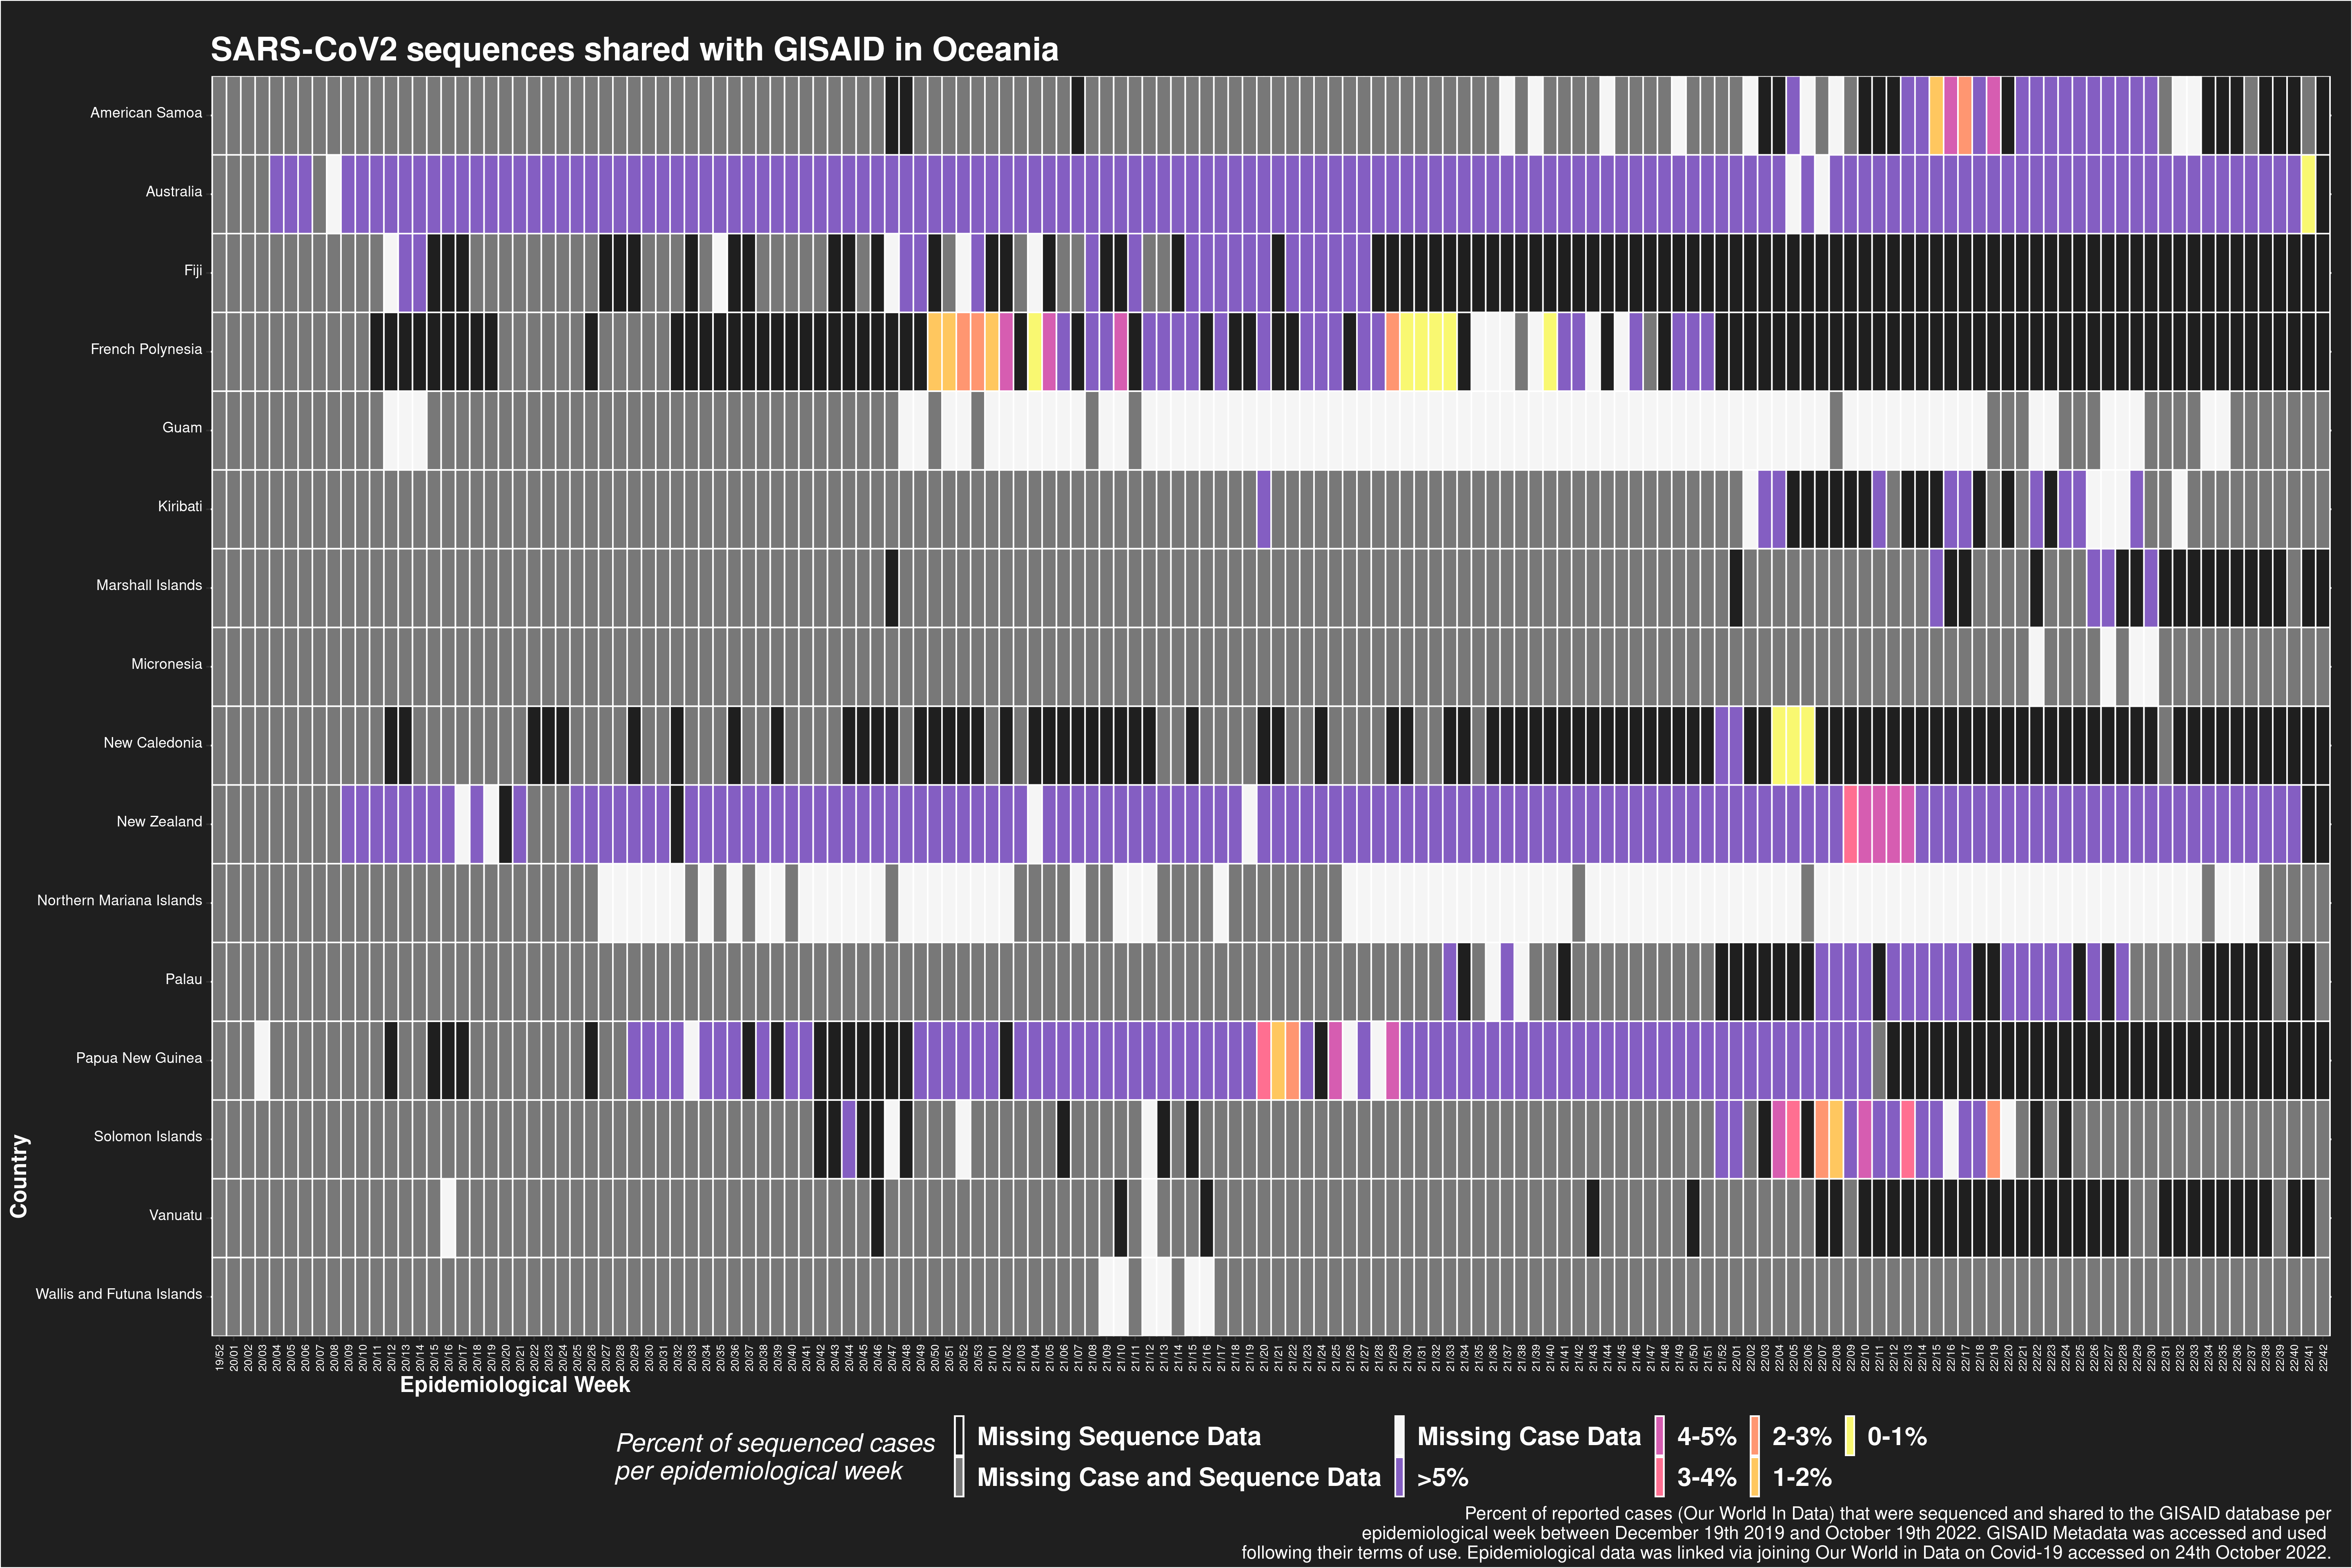 SARS-CoV2 sequences shared with GISAID in Oceania
American Samoa
Australia
Fiji
French Polynesia
Guam
Kiribati
Marshall Islands
Micronesia
New Caledonia
New Zealand
Northern Mariana Islands
Palau
Papua New Guinea
Solomon Islands
Vanuatu
Wallis and Futuna Islands
Country
19/52 20/01 20/02 20/03 20/04 20/05 20/06 20/07 20/08 20/09 20/10 20/11 20/12 20/13 20/14 20/15 20/16 20/17 20/18 20/19 20/20 20/21 20/22 20/23 20/24 20/25 20/26 20/27 20/28 20/29 20/30 20/31 20/32 20/33 20/34 20/35 20/36 20/37 20/38 20/39 20/40 20/41 20/42 20/43 20/44 20/45 20/46 20/47 20/48 20/49 20/50 20/51 20/52 20/53 21/01 21/02 21/03 21/04 21/05 21/06 21/07 21/08 21/09 21/10 21/11 21/12 21/13 21/14 21/15 21/16 21/17 21/18 21/19 21/20 21/21 21/22 21/23 21/24 21/25 21/26 21/27 21/28 21/29 21/30 21/31 21/32 21/33 21/34 21/35 21/36 21/37 21/38 21/39 21/40 21/41 21/42 21/43 21/44 21/45 21/46 21/47 21/48 21/49 21/50 21/51 21/52 22/01 22/02 22/03 22/04 22/05 22/06 22/07 22/08 22/09 22/10 22/11 22/12 22/13 22/14 22/15 22/16 22/17 22/18 22/19 22/20 22/21 22/22 22/23 22/24 22/25 22/26 22/27 22/28 22/29 22/30 22/31 22/32 22/33 22/34 22/35 22/36 22/37 22/38 22/39 22/40 22/41 22/42
Epidemiological Week
Percent of sequenced cases
per epidemiological week
Missing Sequence Data
Missing Case and Sequence Data
Missing Case Data
>5%
4-5%
3-4%
2-3%
1-2%
0-1%
Percent of reported cases (Our World In Data) that were sequenced and shared to the GISAID database per
epidemiological week between December 19th 2019 and October 19th 2022. GISAID Metadata was accessed and used
following their terms of use. Epidemiological data was linked via joining Our World in Data on Covid-19 accessed on 24th October 2022.